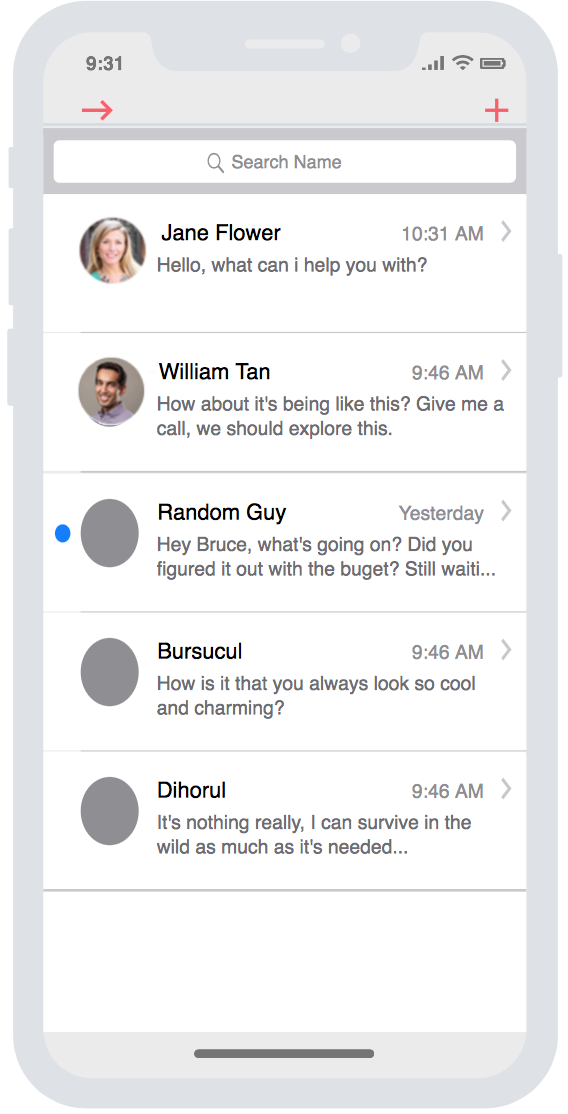 9:31
Search Name
Jane Flower 10:31 AM
Hello, what can i help you with?
William Tan 9:46 AM
How about it's being like this? Give me a
call, we should explore this.
Random Guy Yesterday
Hey Bruce, what's going on? Did you
figured it out with the buget? Still waiti...
Bursucul 9:46 AM
How is it that you always look so cool
and charming?
Dihorul 9:46 AM
It's nothing really, I can survive in the
wild as much as it's needed...